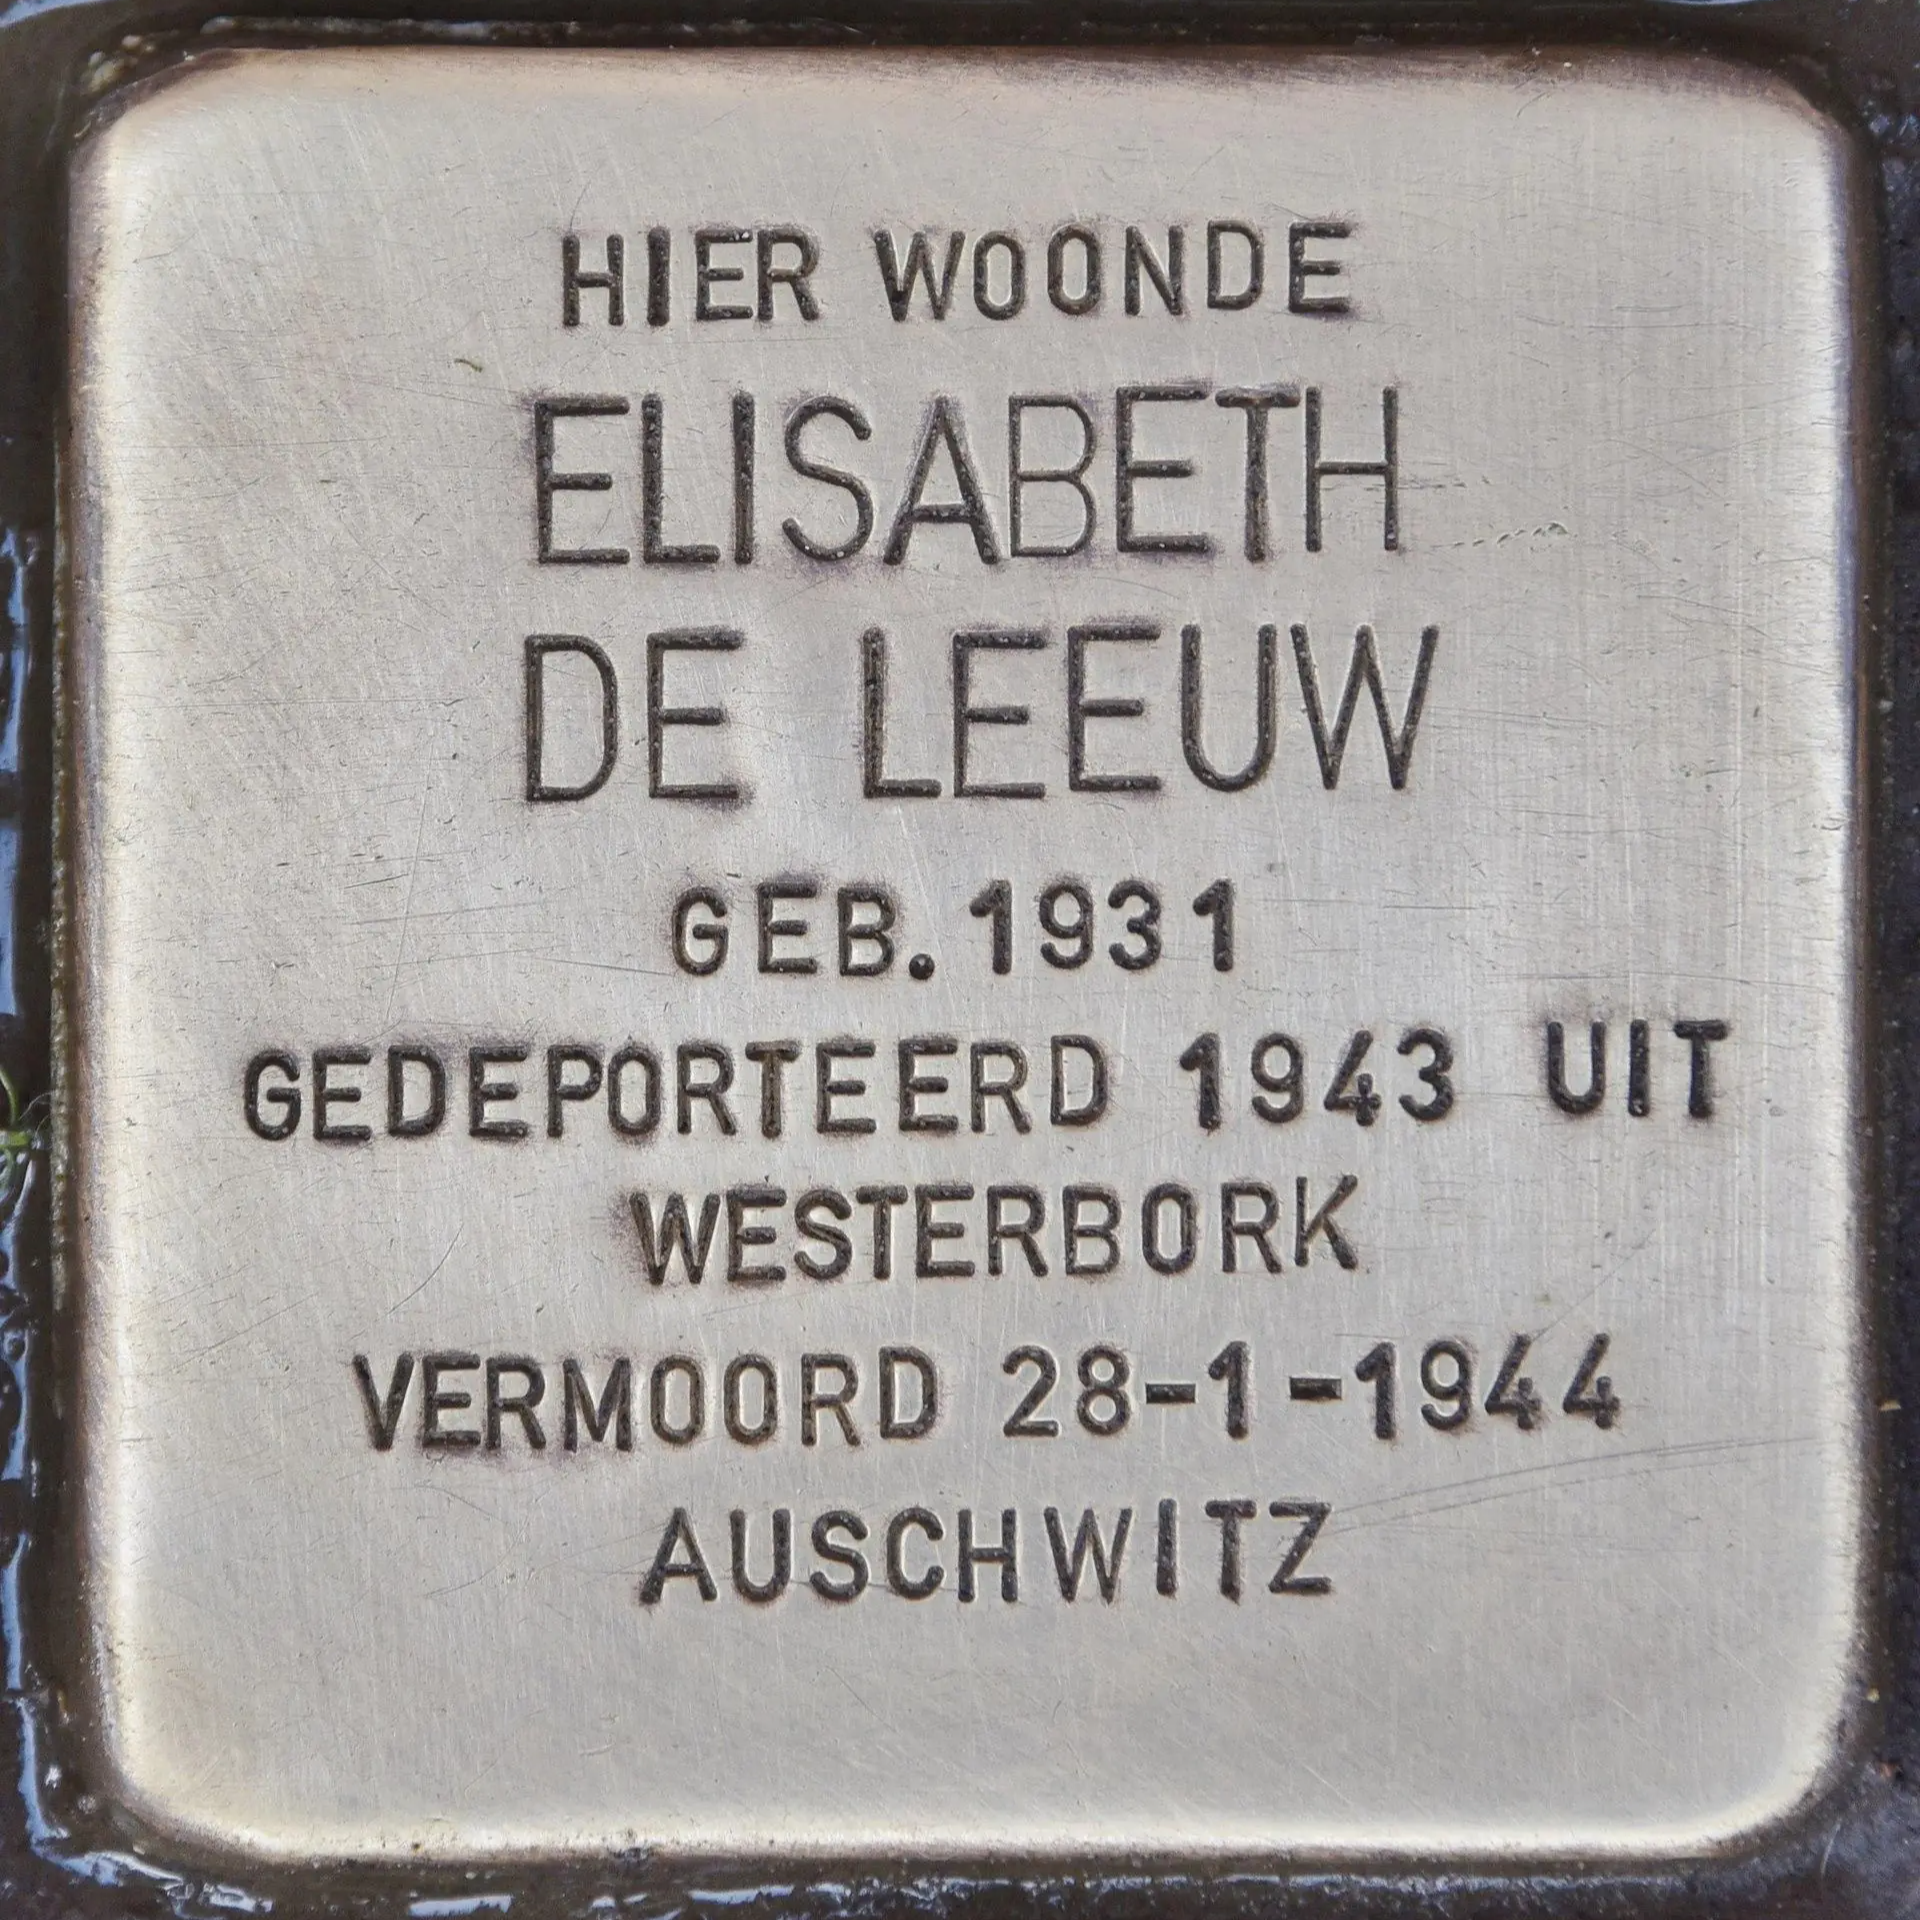 HIER WOONDE
ELISABETH
DE LEEUW
GEB. 1931
GEDEPORTEERD 1943 UIT
WESTERBORK
VERMOORD 28-1-1944
AUSCHWITZ